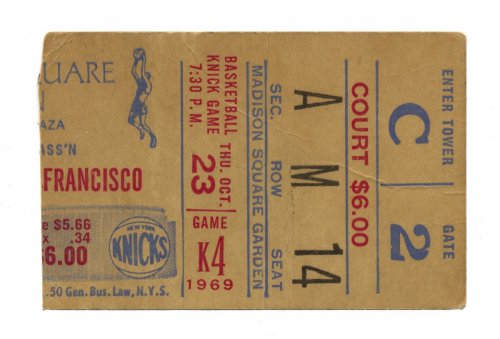 UARE
N
AZA
ASS'N
FRANCISCO
e $5.66
x .34
$6.00
NEW YORK
KNICKS
.50 Gen. Bus. Law, N.Y.S.
BASKETBALL
KNICK GAME
7:30 P.M.
THU. OCT.
23
GAME
K4
1969
MADISON SQUARE GARDEN
SEC. ROW SEAT
A M 14
COURT $6.00
ENTER TOWER GATE
C 2